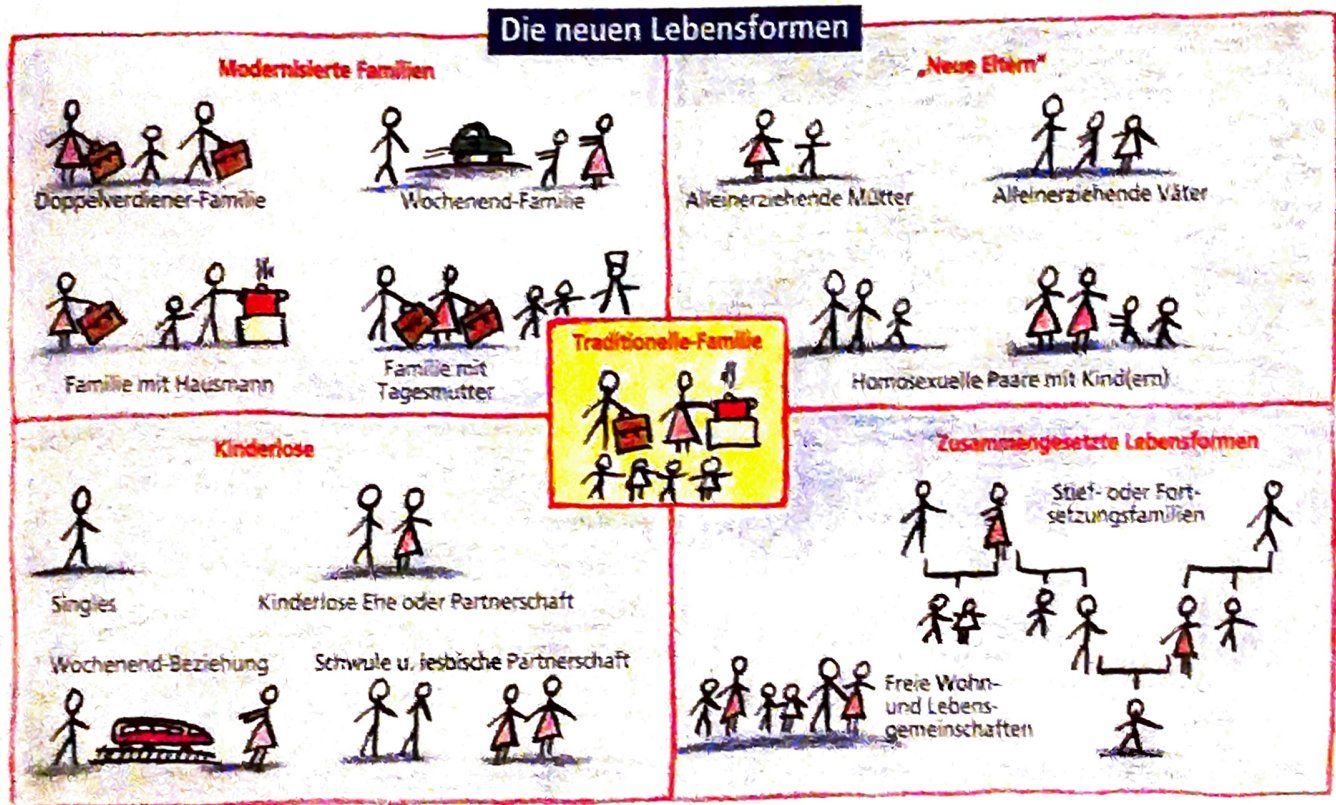 Die neuen Lebensformen
Modernisierte Familien
Doppelverdiener-Familie
Wochenend-Familie
Familie mit Hausmann
Familie mit
Tagesmutter
„Neue Eltern“
Alleinerziehende Mütter
Alleinerziehende Väter
Homosexuelle Paare mit Kind(ern)
Traditionelle-Familie
Kinderlose
Singles
Kinderlose Ehe oder Partnerschaft
Wochenend-Beziehung
Schwule u. lesbische Partnerschaft
Zusammengesetzte Lebensformen
Stief- oder Fort-
setzungsfamilien
Freie Wohn-
und Lebens-
gemeinschaften